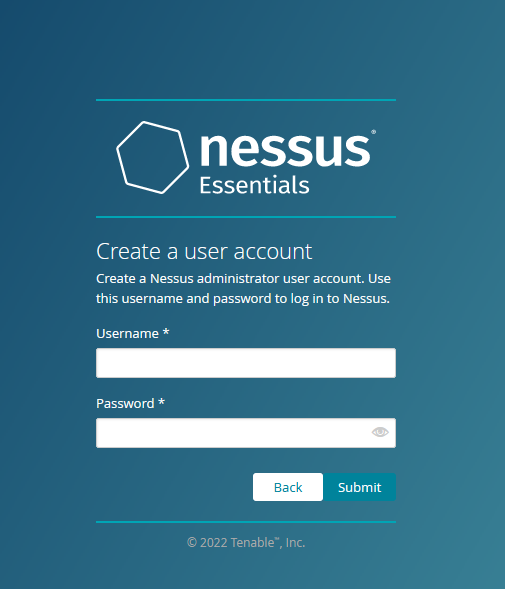 nessus®
Essentials
Create a user account
Create a Nessus administrator user account. Use
this username and password to log in to Nessus.
Username *
Password *
Back Submit
© 2022 Tenable™, Inc.